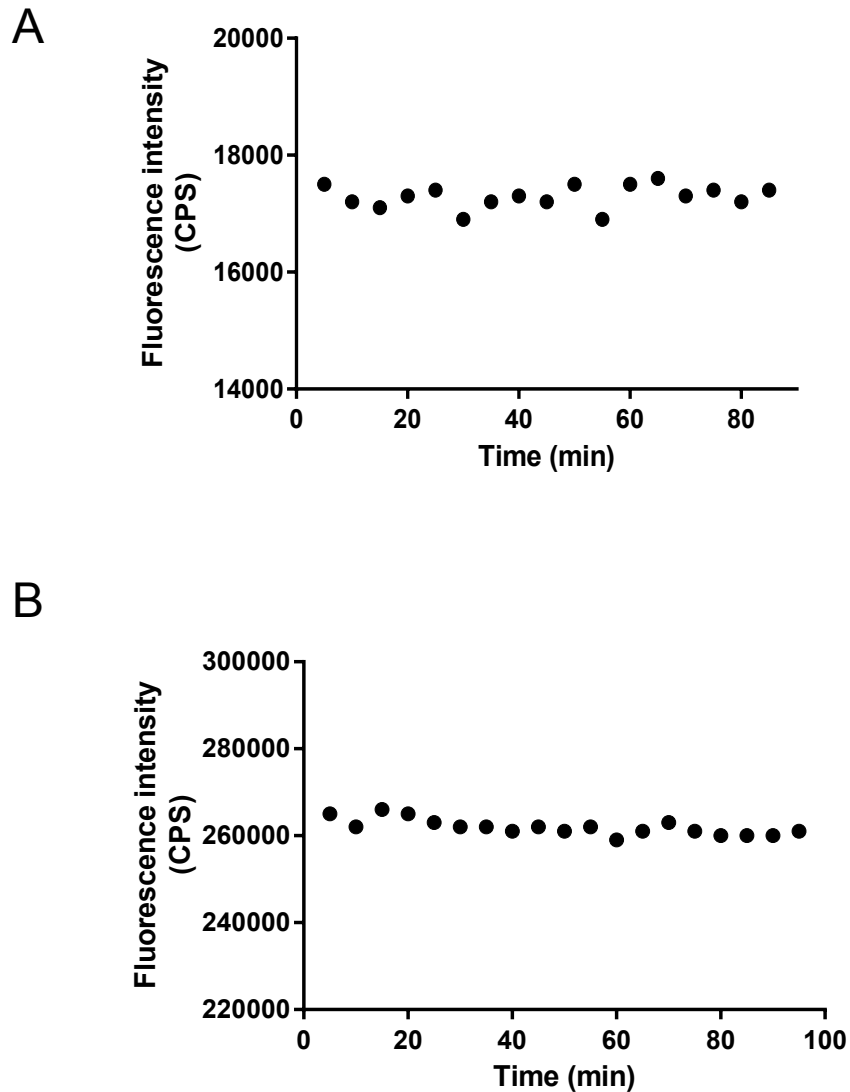 A
20000
18000
16000
14000
Fluorescence intensity
(CPS)
0 20 40 60 80
Time (min)
B
300000
280000
260000
240000
220000
Fluorescence intensity
(CPS)
0 20 40 60 80 100
Time (min)